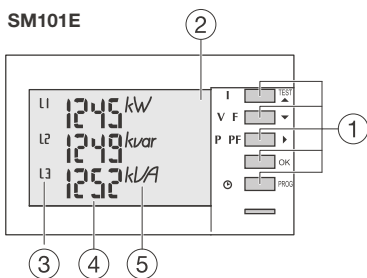 SM101E
2
L1 1245 kW
L2 1249 kvar
L3 1252 kVA
I TEST
V F
P PF
OK
PROG
1
3 4 5